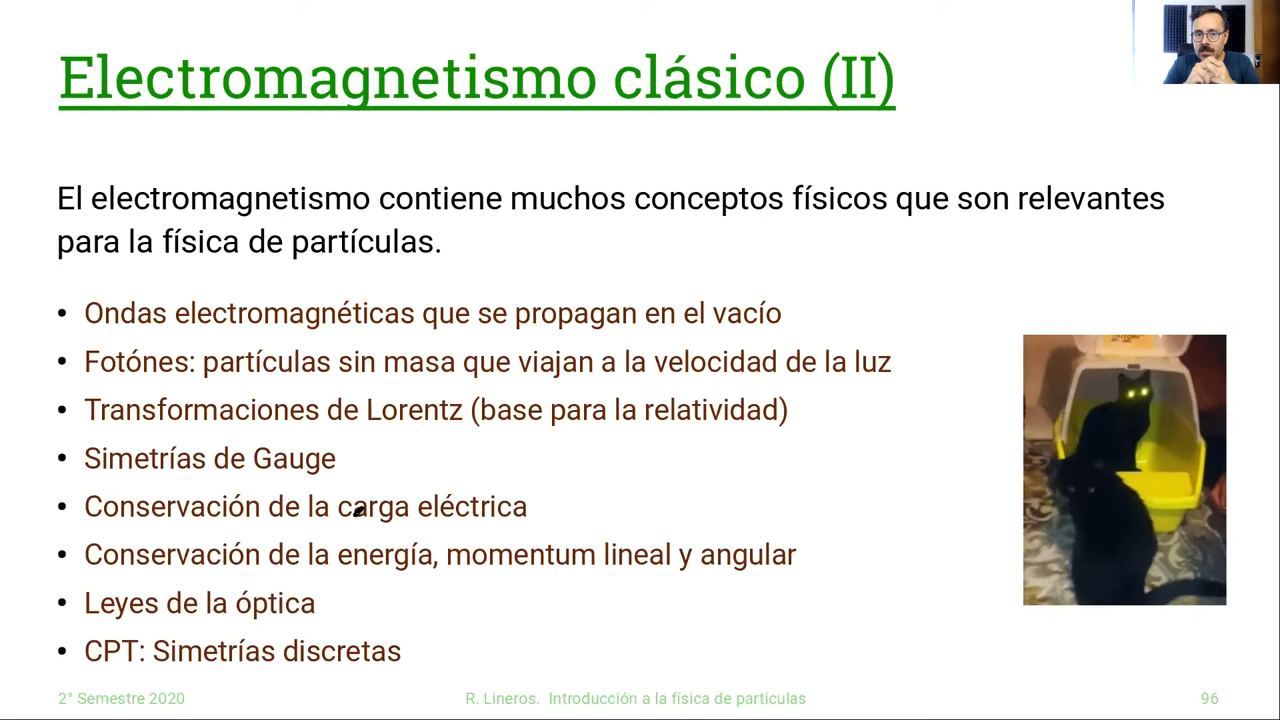 Electromagnetismo clásico (II)
El electromagnetismo contiene muchos conceptos físicos que son relevantes
para la física de partículas.
• Ondas electromagnéticas que se propagan en el vacío
• Fotónes: partículas sin masa que viajan a la velocidad de la luz
• Transformaciones de Lorentz (base para la relatividad)
• Simetrías de Gauge
• Conservación de la carga eléctrica
• Conservación de la energía, momentum lineal y angular
• Leyes de la óptica
• CPT: Simetrías discretas
2° Semestre 2020
R. Lineros. Introducción a la física de particulas
96